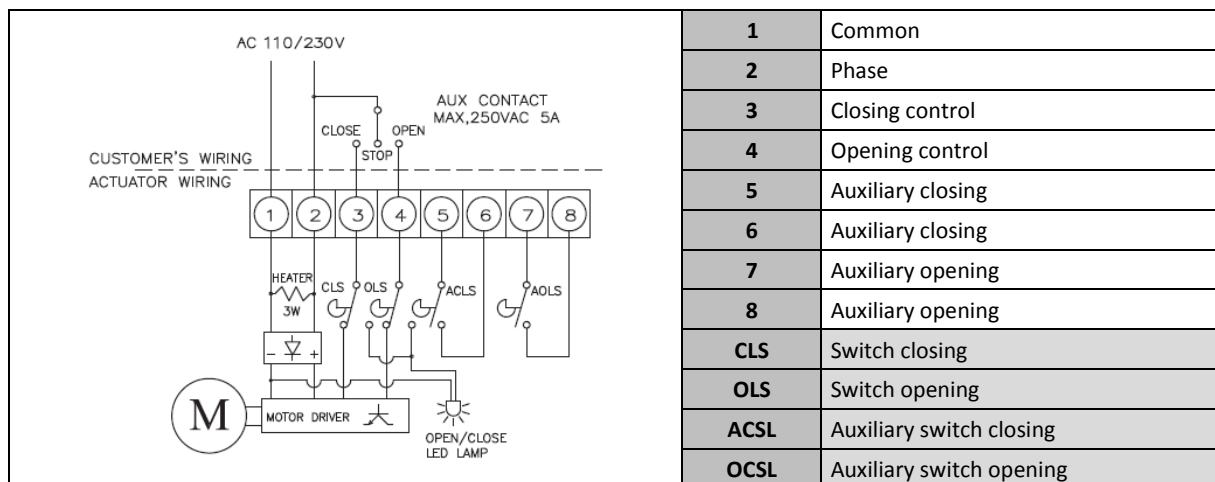 AC 110/230V
AUX CONTACT
MAX,250VAC 5A
CLOSE OPEN
STOP
CUSTOMER'S WIRING
ACTUATOR WIRING
1 2 3 4 5 6 7 8
HEATER
3W
CLS OLS ACLS AOLS
- +
M MOTOR DRIVER
OPEN/CLOSE
LED LAMP
1 Common
2 Phase
3 Closing control
4 Opening control
5 Auxiliary closing
6 Auxiliary closing
7 Auxiliary opening
8 Auxiliary opening
CLS Switch closing
OLS Switch opening
ACSL Auxiliary switch closing
OCSL Auxiliary switch opening